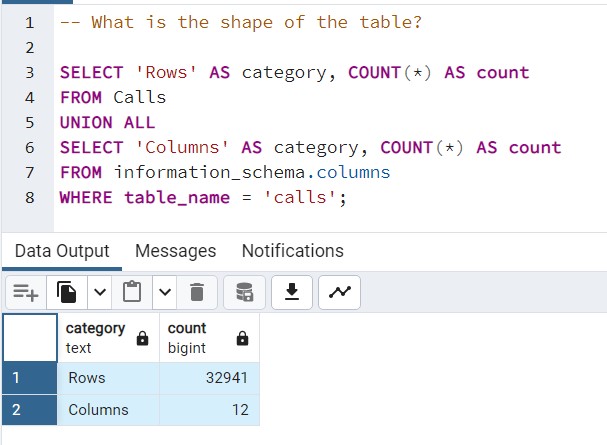 1 -- What is the shape of the table?
2
3 SELECT 'Rows' AS category, COUNT(*) AS count
4 FROM Calls
5 UNION ALL
6 SELECT 'Columns' AS category, COUNT(*) AS count
7 FROM information_schema.columns
8 WHERE table_name = 'calls';
Data Output Messages Notifications
category count
text bigint
1 Rows 32941
2 Columns 12